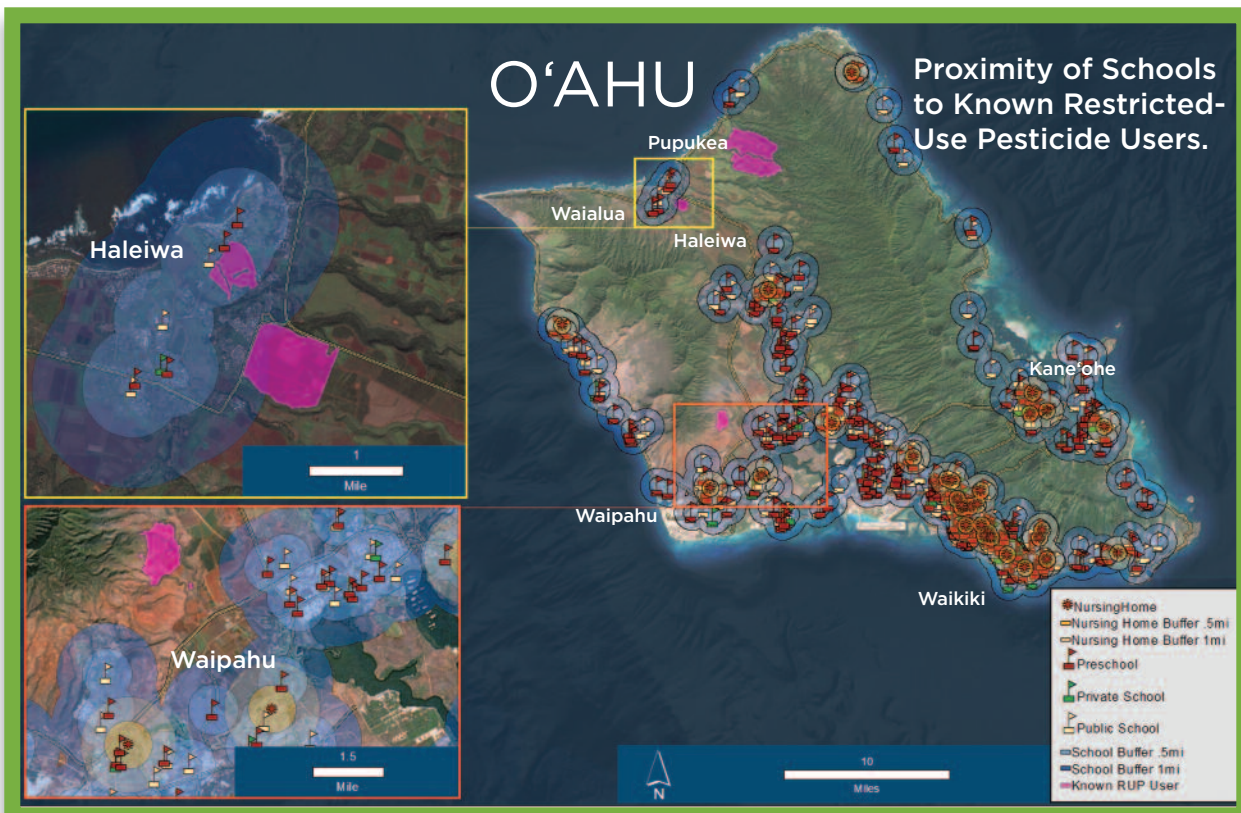 O‘AHU
Proximity of Schools
to Known Restricted-
Use Pesticide Users.
Pupukea
Waialua
Haleiwa
Kane‘ohe
Waipahu
Waikiki
Haleiwa
1
Mile
Waipahu
1.5
Mile
10
Miles
N
NursingHome
Nursing Home Buffer .5mi
Nursing Home Buffer 1mi
Preschool
Private School
Public School
School Buffer .5mi
School Buffer 1mi
Known RUP User